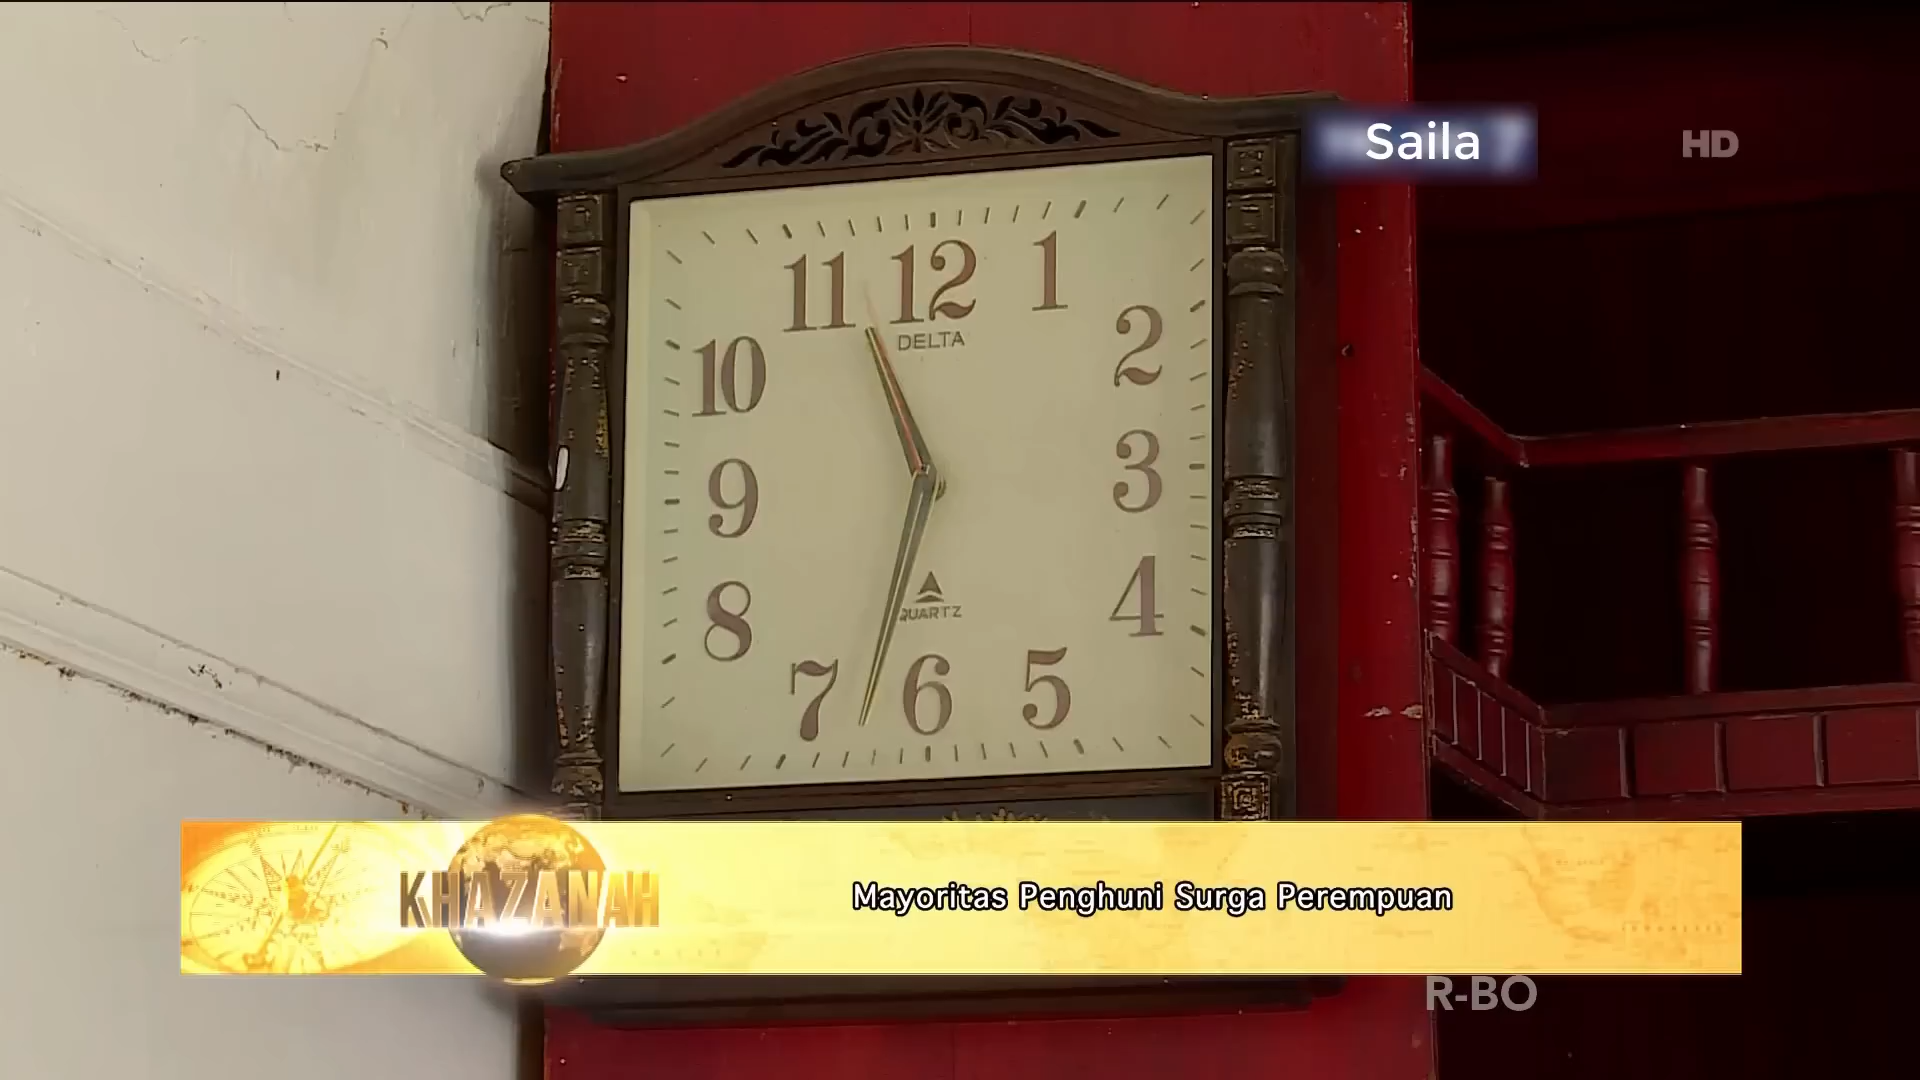 Saila
HD
11 12 1
10 2
DELTA
9 3
8 4
QUARTZ
7 6 5
KHAZANAH
Mayoritas Penghuni Surga Perempuan
R-BO